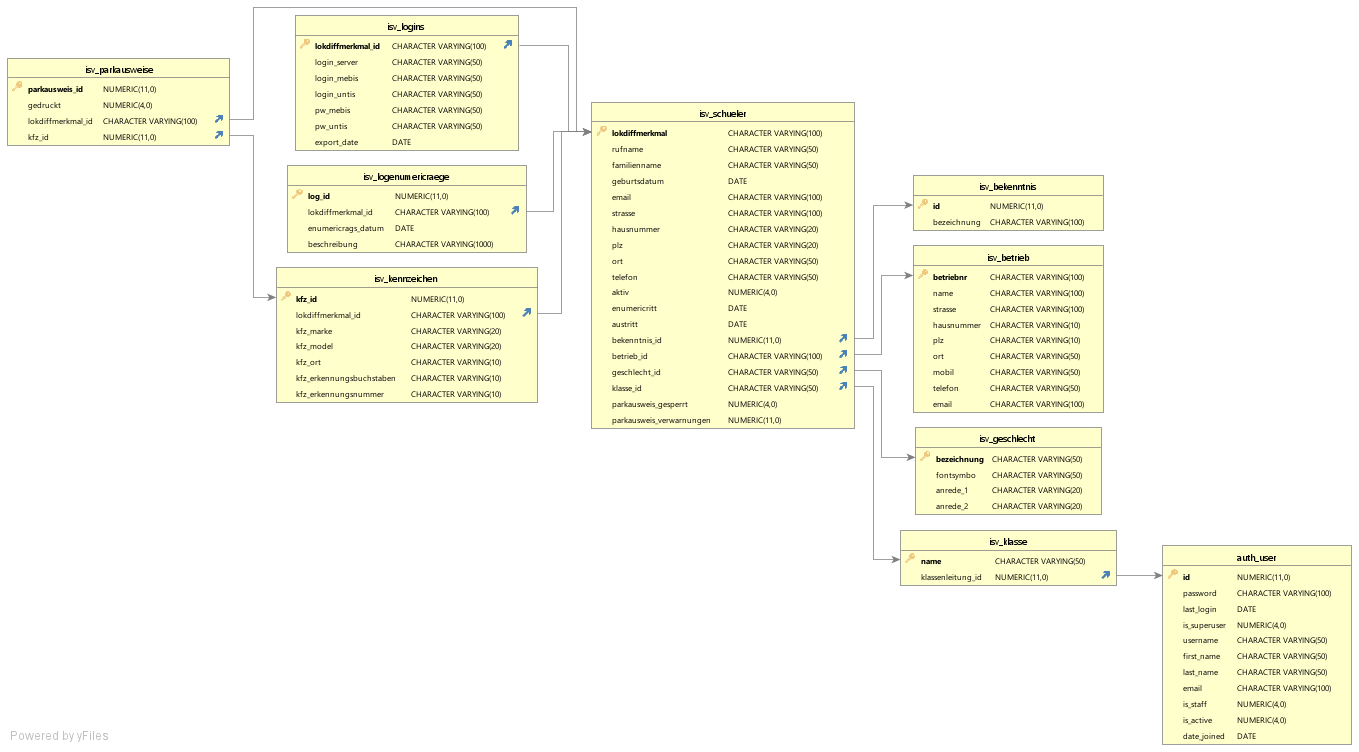 isv_parkausweise
parkausweis_id NUMERIC(11,0)
gedruckt NUMERIC(4,0)
lokdiffmerkmal_id CHARACTER VARYING(100)
kfz_id NUMERIC(11,0)
isv_logins
lokdiffmerkmal_id CHARACTER VARYING(100)
login_server CHARACTER VARYING(50)
login_mebis CHARACTER VARYING(50)
login_untis CHARACTER VARYING(50)
pw_mebis CHARACTER VARYING(50)
pw_untis CHARACTER VARYING(50)
export_date DATE
isv_logenumericraege
log_id NUMERIC(11,0)
lokdiffmerkmal_id CHARACTER VARYING(100)
enumericrags_datum DATE
beschreibung CHARACTER VARYING(1000)
isv_kennzeichen
kfz_id NUMERIC(11,0)
lokdiffmerkmal_id CHARACTER VARYING(100)
kfz_marke CHARACTER VARYING(20)
kfz_model CHARACTER VARYING(20)
kfz_ort CHARACTER VARYING(10)
kfz_erkennungsbuchstaben CHARACTER VARYING(10)
kfz_erkennungsnummer CHARACTER VARYING(10)
isv_schueler
lokdiffmerkmal CHARACTER VARYING(100)
rufname CHARACTER VARYING(50)
familienname CHARACTER VARYING(50)
geburtsdatum DATE
email CHARACTER VARYING(100)
strasse CHARACTER VARYING(100)
hausnummer CHARACTER VARYING(20)
plz CHARACTER VARYING(20)
ort CHARACTER VARYING(50)
telefon CHARACTER VARYING(50)
aktiv NUMERIC(4,0)
enumericritt DATE
austritt DATE
bekenntnis_id NUMERIC(11,0)
betrieb_id CHARACTER VARYING(100)
geschlecht_id CHARACTER VARYING(50)
klasse_id CHARACTER VARYING(50)
parkausweis_gesperrt NUMERIC(4,0)
parkausweis_verwarnungen NUMERIC(11,0)
isv_bekenntnis
id NUMERIC(11,0)
bezeichnung CHARACTER VARYING(100)
isv_betrieb
betriebnr CHARACTER VARYING(100)
name CHARACTER VARYING(100)
strasse CHARACTER VARYING(100)
hausnummer CHARACTER VARYING(10)
plz CHARACTER VARYING(10)
ort CHARACTER VARYING(50)
mobil CHARACTER VARYING(50)
telefon CHARACTER VARYING(50)
email CHARACTER VARYING(100)
isv_geschlecht
bezeichnung CHARACTER VARYING(50)
fontsymbo CHARACTER VARYING(50)
anrede_1 CHARACTER VARYING(20)
anrede_2 CHARACTER VARYING(20)
isv_klasse
name CHARACTER VARYING(50)
klassenleitung_id NUMERIC(11,0)
auth_user
id NUMERIC(11,0)
password CHARACTER VARYING(100)
last_login DATE
is_superuser NUMERIC(4,0)
username CHARACTER VARYING(50)
first_name CHARACTER VARYING(50)
last_name CHARACTER VARYING(50)
email CHARACTER VARYING(100)
is_staff NUMERIC(4,0)
is_active NUMERIC(4,0)
date_joined DATE
Powered by yFiles